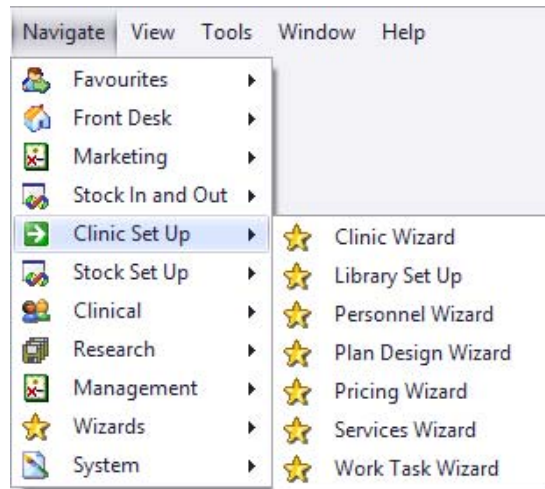 Navigate View Tools Window Help
Favourites
Front Desk
Marketing
Stock In and Out
Clinic Set Up
Stock Set Up
Clinical
Research
Management
Wizards
System
Clinic Wizard
Library Set Up
Personnel Wizard
Plan Design Wizard
Pricing Wizard
Services Wizard
Work Task Wizard